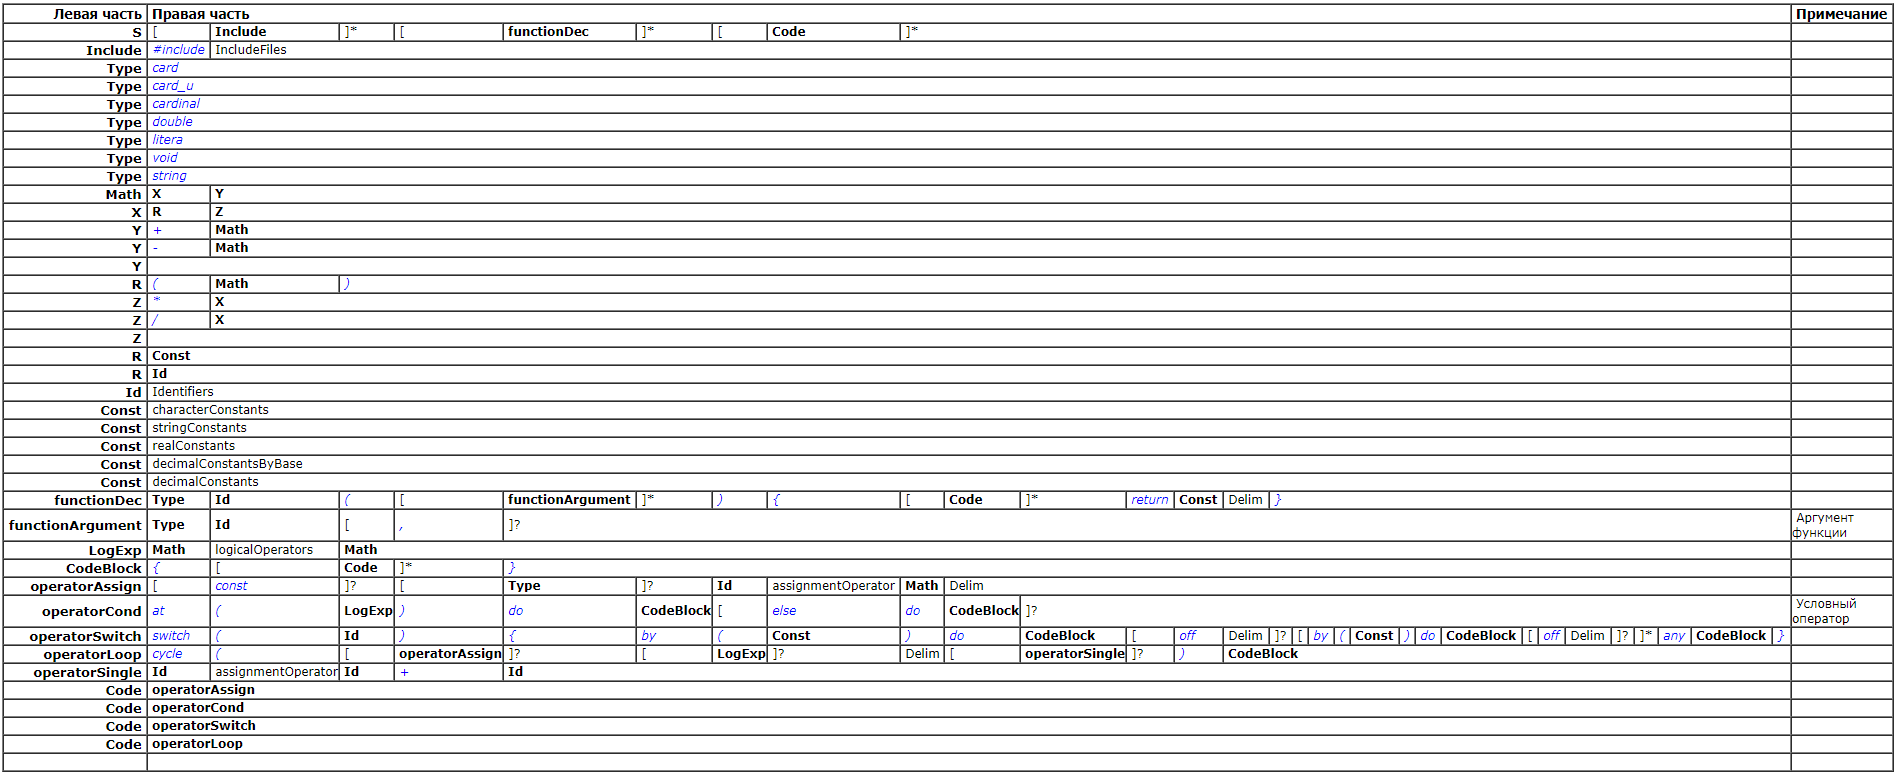 Левая часть Правая часть Примечание
S [ Include ]* [ functionDec ]* [ Code ]*
Include #include IncludeFiles
Type card
Type card_u
Type cardinal
Type double
Type litera
Type void
Type string
Math X Y
X R Z
Y + Math
Y - Math
Y
R ( Math )
Z * X
Z / X
Z
R Const
R Id
Id Identifiers
Const characterConstants
Const stringConstants
Const realConstants
Const decimalConstantsByBase
Const decimalConstants
functionDec Type Id ( [ functionArgument ]* ) { [ Code ]* return Const Delim }
functionArgument Type Id [ , ]? Аргумент
функции
LogExp Math logicalOperators Math
CodeBlock { [ Code ]* }
operatorAssign [ const ]? [ Type ]? Id assignmentOperator Math Delim
operatorCond at ( LogExp ) do CodeBlock [ else do CodeBlock ]? Условный
оператор
operatorSwitch switch ( Id ) { by ( Const ) do CodeBlock [ off Delim ]? [ by ( Const ) do CodeBlock [ off Delim ]? ]* any CodeBlock }
operatorLoop cycle ( [ operatorAssign ]? [ LogExp ]? Delim [ operatorSingle ]? ) CodeBlock
operatorSingle Id assignmentOperator Id + Id
Code operatorAssign
Code operatorCond
Code operatorSwitch
Code operatorLoop